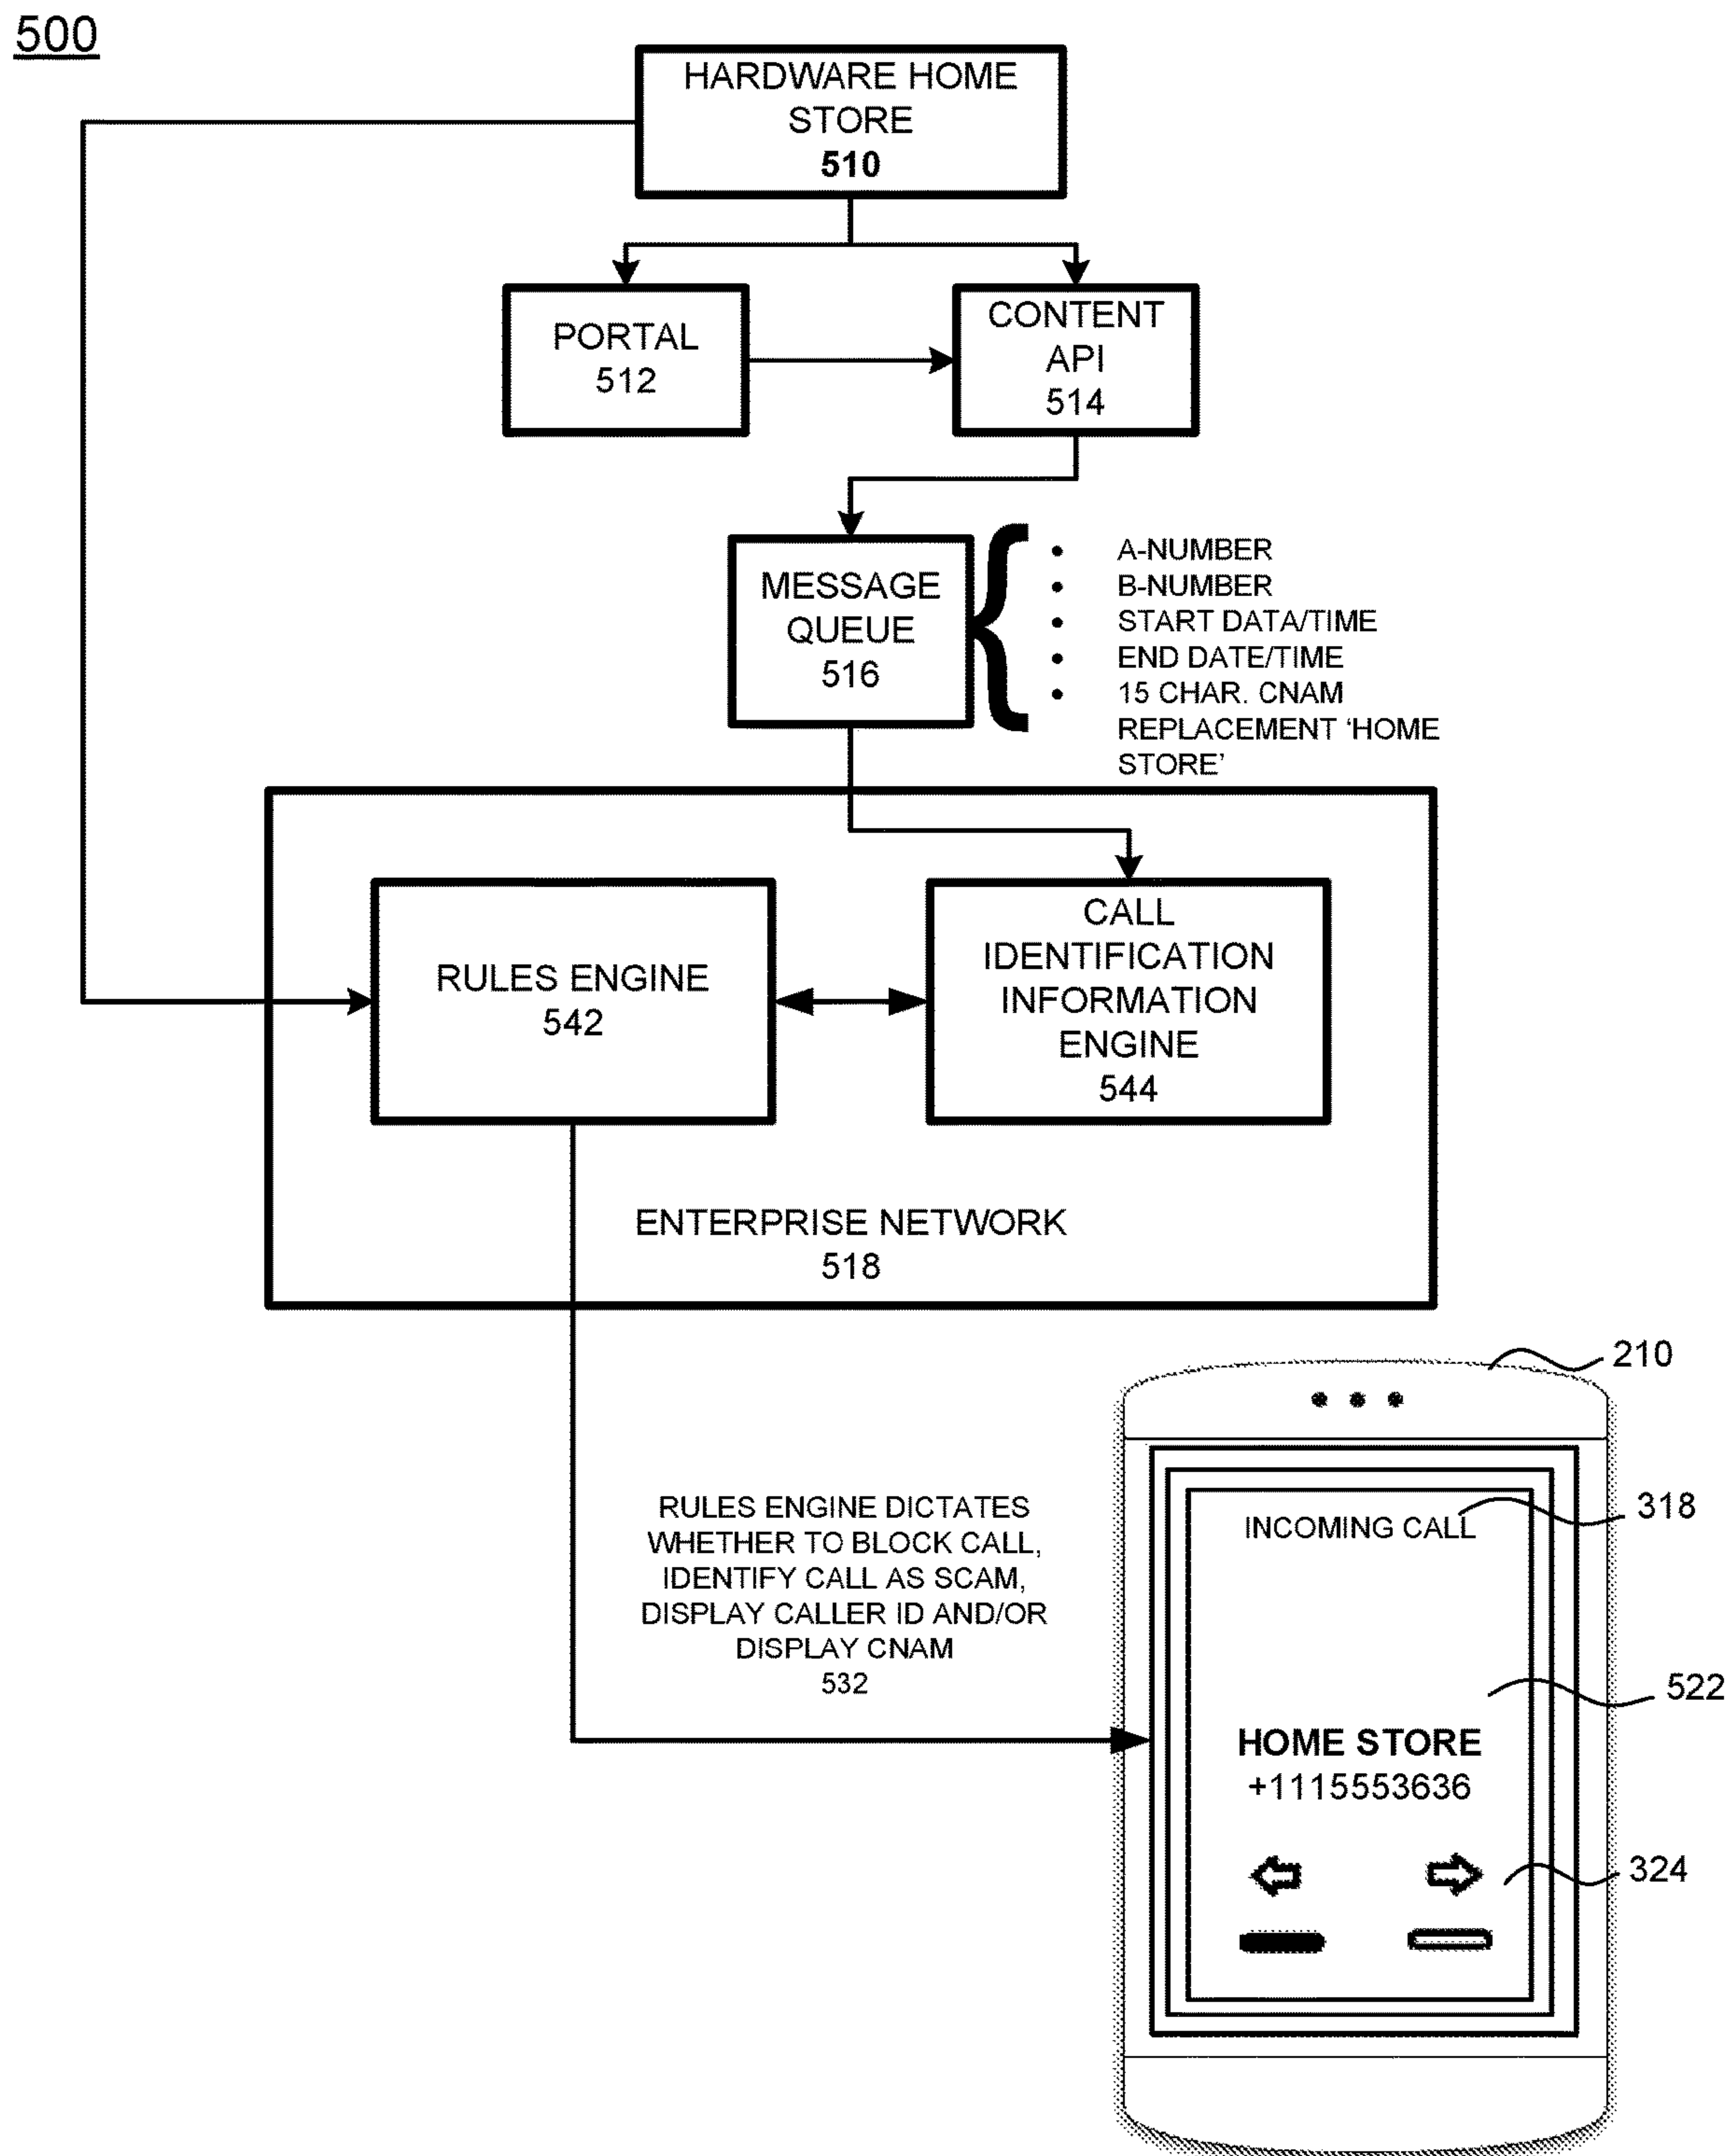 500
HARDWARE HOME
STORE
510
PORTAL
512
CONTENT
API
514
MESSAGE
QUEUE
516
• A-NUMBER
• B-NUMBER
• START DATA/TIME
• END DATE/TIME
• 15 CHAR. CNAM
REPLACEMENT ‘HOME
STORE’
RULES ENGINE
542
CALL
IDENTIFICATION
INFORMATION
ENGINE
544
ENTERPRISE NETWORK
518
RULES ENGINE DICTATES
WHETHER TO BLOCK CALL,
IDENTIFY CALL AS SCAM,
DISPLAY CALLER ID AND/OR
DISPLAY CNAM
532
210
INCOMING CALL
318
522
HOME STORE
+1115553636
324